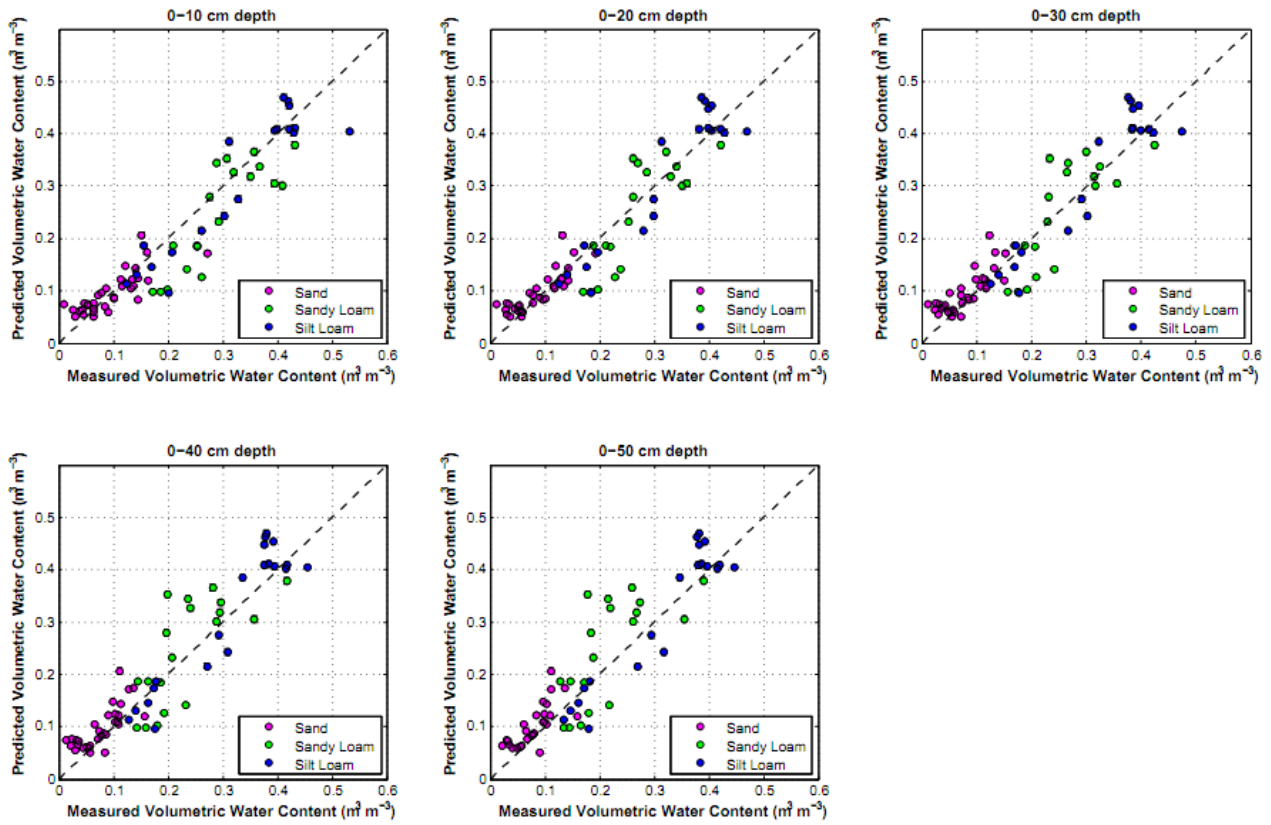 0−10 cm depth
Predicted Volumetric Water Content (m³ m⁻³)
0.5
0.4
0.3
0.2
0.1
0
0 0.1 0.2 0.3 0.4 0.5 0.6
Sand
Sandy Loam
Silt Loam
Measured Volumetric Water Content (m³ m⁻³)
0−20 cm depth
Predicted Volumetric Water Content (m³ m⁻³)
0.5
0.4
0.3
0.2
0.1
0
0 0.1 0.2 0.3 0.4 0.5 0.6
Sand
Sandy Loam
Silt Loam
Measured Volumetric Water Content (m³ m⁻³)
0−30 cm depth
Predicted Volumetric Water Content (m³ m⁻³)
0.5
0.4
0.3
0.2
0.1
0
0 0.1 0.2 0.3 0.4 0.5 0.6
Sand
Sandy Loam
Silt Loam
Measured Volumetric Water Content (m³ m⁻³)
0−40 cm depth
Predicted Volumetric Water Content (m³ m⁻³)
0.5
0.4
0.3
0.2
0.1
0
0 0.1 0.2 0.3 0.4 0.5 0.6
Sand
Sandy Loam
Silt Loam
Measured Volumetric Water Content (m³ m⁻³)
0−50 cm depth
Predicted Volumetric Water Content (m³ m⁻³)
0.5
0.4
0.3
0.2
0.1
0
0 0.1 0.2 0.3 0.4 0.5 0.6
Sand
Sandy Loam
Silt Loam
Measured Volumetric Water Content (m³ m⁻³)